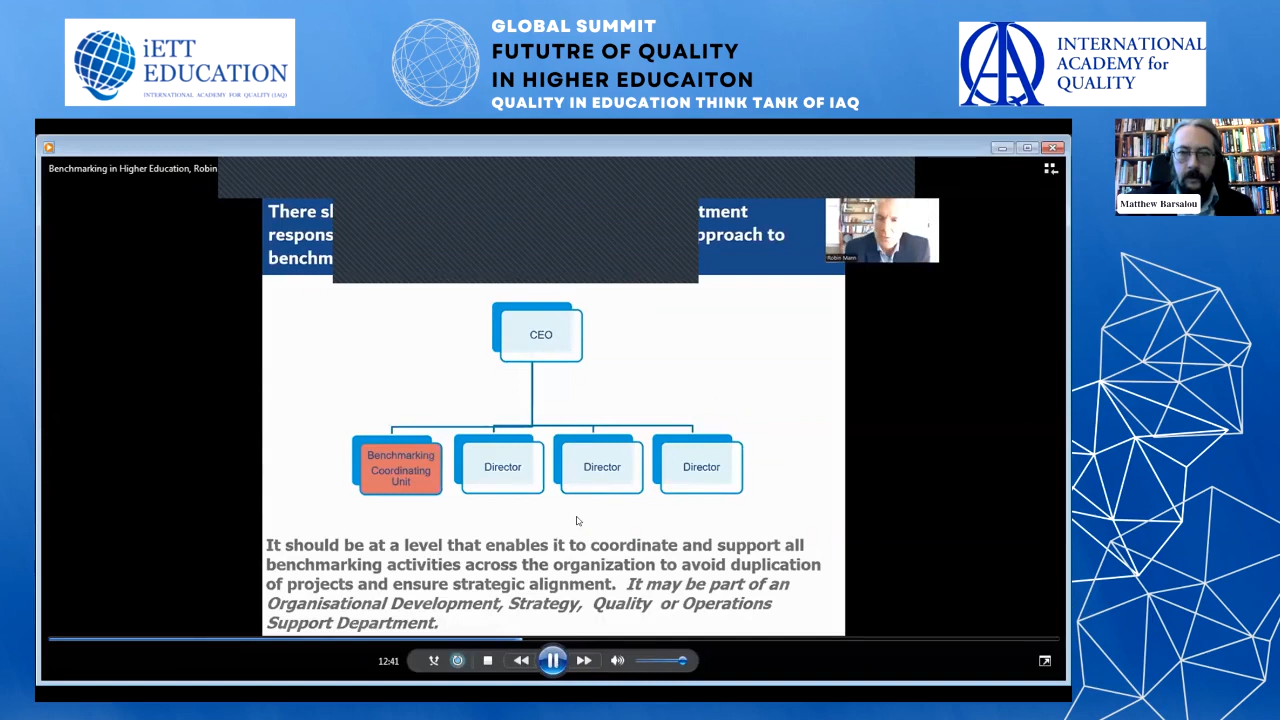 iETT
EDUCATION
INTERNATIONAL ACADEMY FOR QUALITY (IAQ)
GLOBAL SUMMIT
FUTUTRE OF QUALITY
IN HIGHER EDUCAITON
QUALITY IN EDUCATION THINK TANK OF IAQ
INTERNATIONAL
ACADEMY for
QUALITY
Matthew Barsalou
Benchmarking in Higher Education, Robin
There sh tment
respons pproach to
benchm
Robin Mann
CEO
Benchmarking
Coordinating
Unit
Director
Director
Director
It should be at a level that enables it to coordinate and support all
benchmarking activities across the organization to avoid duplication
of projects and ensure strategic alignment. It may be part of an
Organisational Development, Strategy, Quality or Operations
Support Department.
12:41